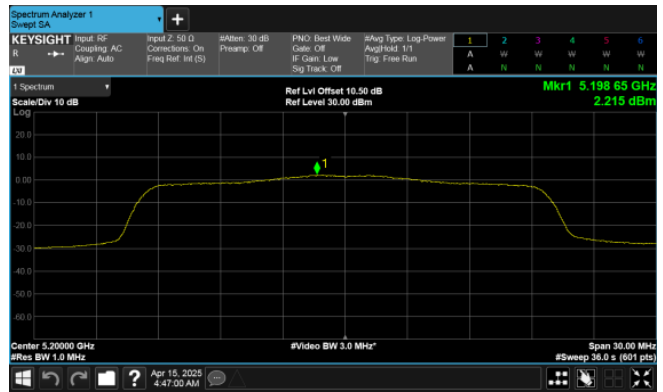 Spectrum Analyzer 1
Swept SA
+
KEYSIGHT
R
LXI
Input: RF
Coupling: AC
Align: Auto
Input Z: 50 Ω
Corrections: On
Freq Ref: Int (S)
#Atten: 30 dB
Preamp: Off
PNO: Best Wide
Gate: Off
IF Gain: Low
Sig Track: Off
#Avg Type: Log-Power
Avg|Hold: 1/1
Trig: Free Run
1 2 3 4 5 6
A W W W W W
A N N N N N
1 Spectrum
Scale/Div 10 dB
Log
Ref Lvl Offset 10.50 dB
Ref Level 30.00 dBm
Mkr1 5.198 65 GHz
2.215 dBm
20.0
10.0
0.00
-10.0
-20.0
-30.0
-40.0
-50.0
-60.0
1
Center 5.20000 GHz
#Res BW 1.0 MHz
#Video BW 3.0 MHz*
Span 30.00 MHz
#Sweep 36.0 s (601 pts)
?
Apr 15, 2025
4:47:00 AM